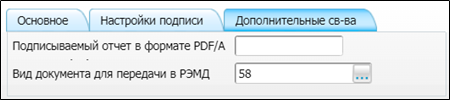 Основное Настройки подписи Дополнительные св-ва
Подписываемый отчет в формате PDF/A
Вид документа для передачи в РЭМД 58 ...